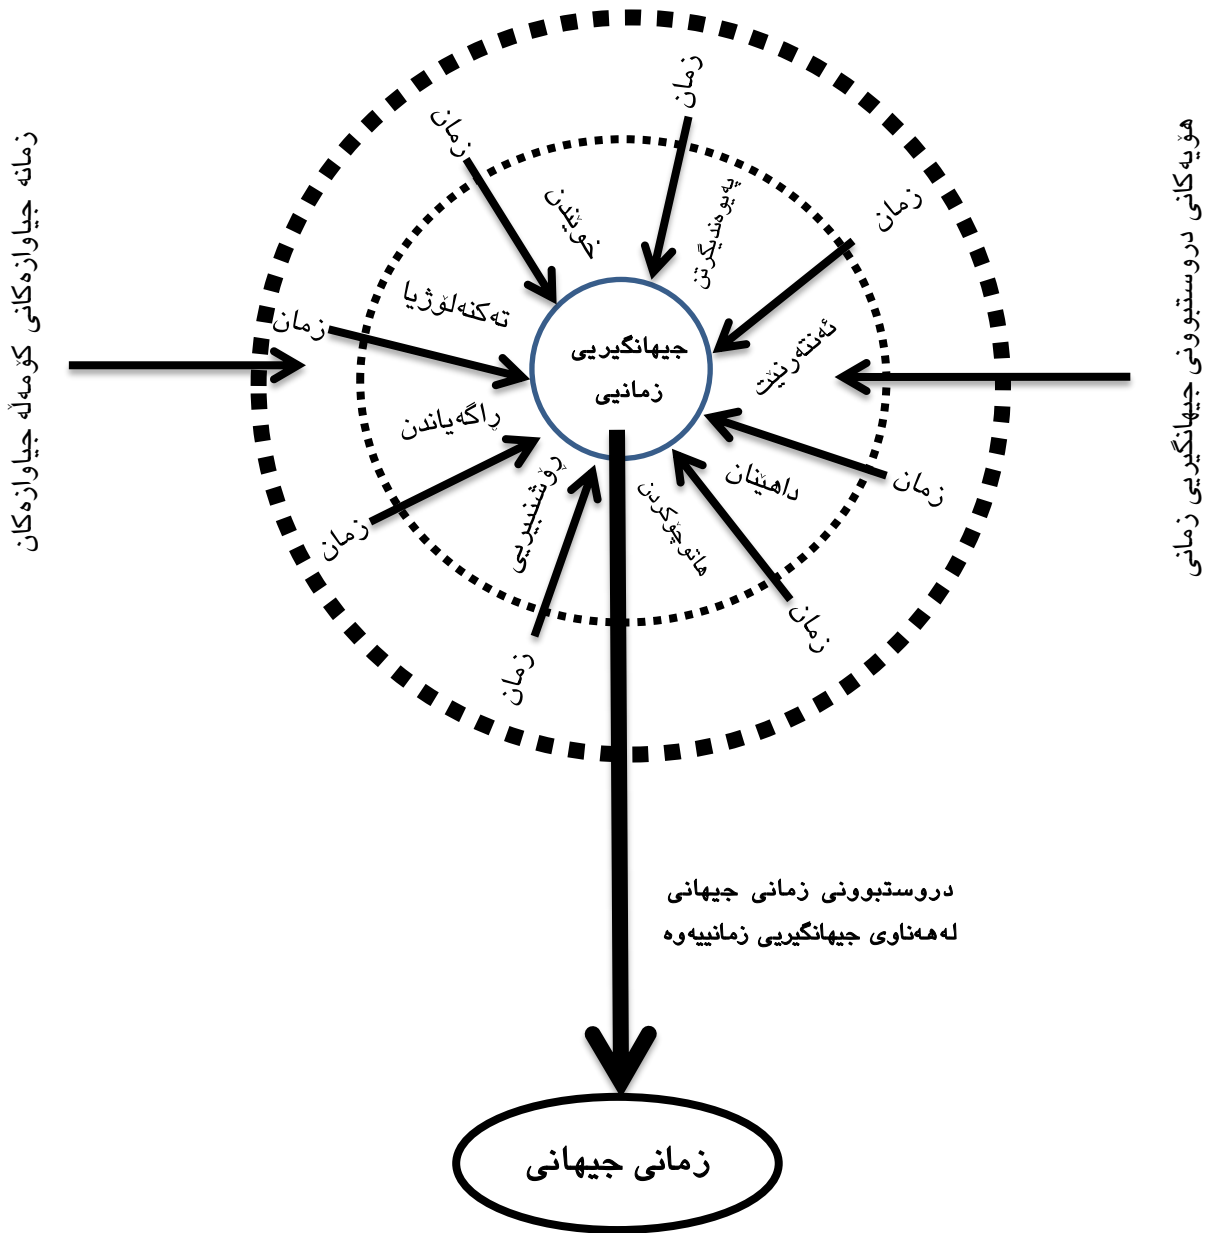 زمانە جیاوازەکانی کۆمەڵە جیاوازەکان
هۆیەکانی دروستبوونی جیهانگیریی زمانی
زمان
زمان
زمان
زمان
زمان
زمان
زمان
زمان
خوێندن
پەیوەندیگرتن
تەکنەلۆژیا
ئەنتەرنێت
ڕاگەیاندن
داهێنان
ڕۆشنبیریی
هاتوچۆکردن
جیهانگیریی
زمانیی
دروستبوونی زمانی جیهانی
لەهەناوی جیهانگیریی زمانییەوە
زمانی جیهانی